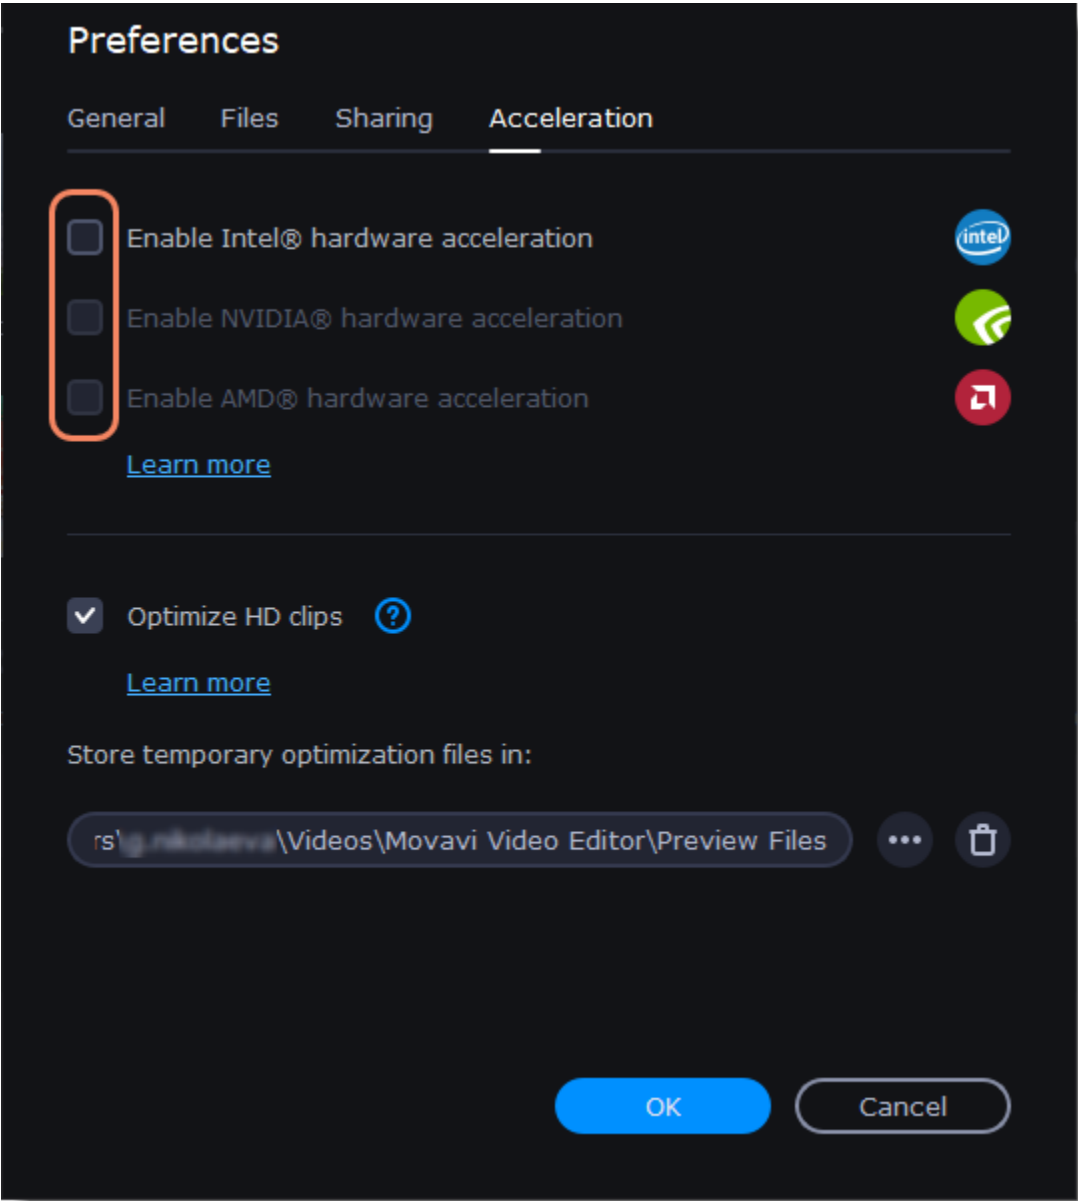 Preferences
General Files Sharing Acceleration
Enable Intel® hardware acceleration
intel
Enable NVIDIA® hardware acceleration
Enable AMD® hardware acceleration
Learn more
Optimize HD clips ?
Learn more
Store temporary optimization files in:
rs\ \Videos\Movavi Video Editor\Preview Files
OK Cancel